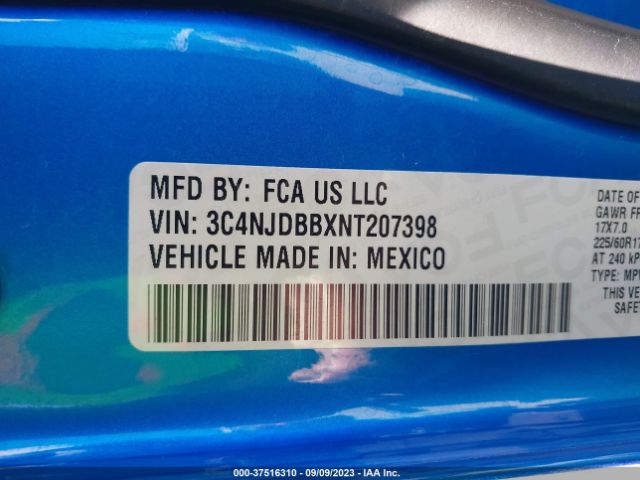 MFD BY: FCA US LLC
VIN: 3C4NJDBBXNT207398
VEHICLE MADE IN: MEXICO
DATE OF
GAWR FR
17X7.0
225/60R17
AT 240 kP
TYPE: MP
THIS VE
SAFET
000-37516310 - 09/09/2023 - IAA Inc.